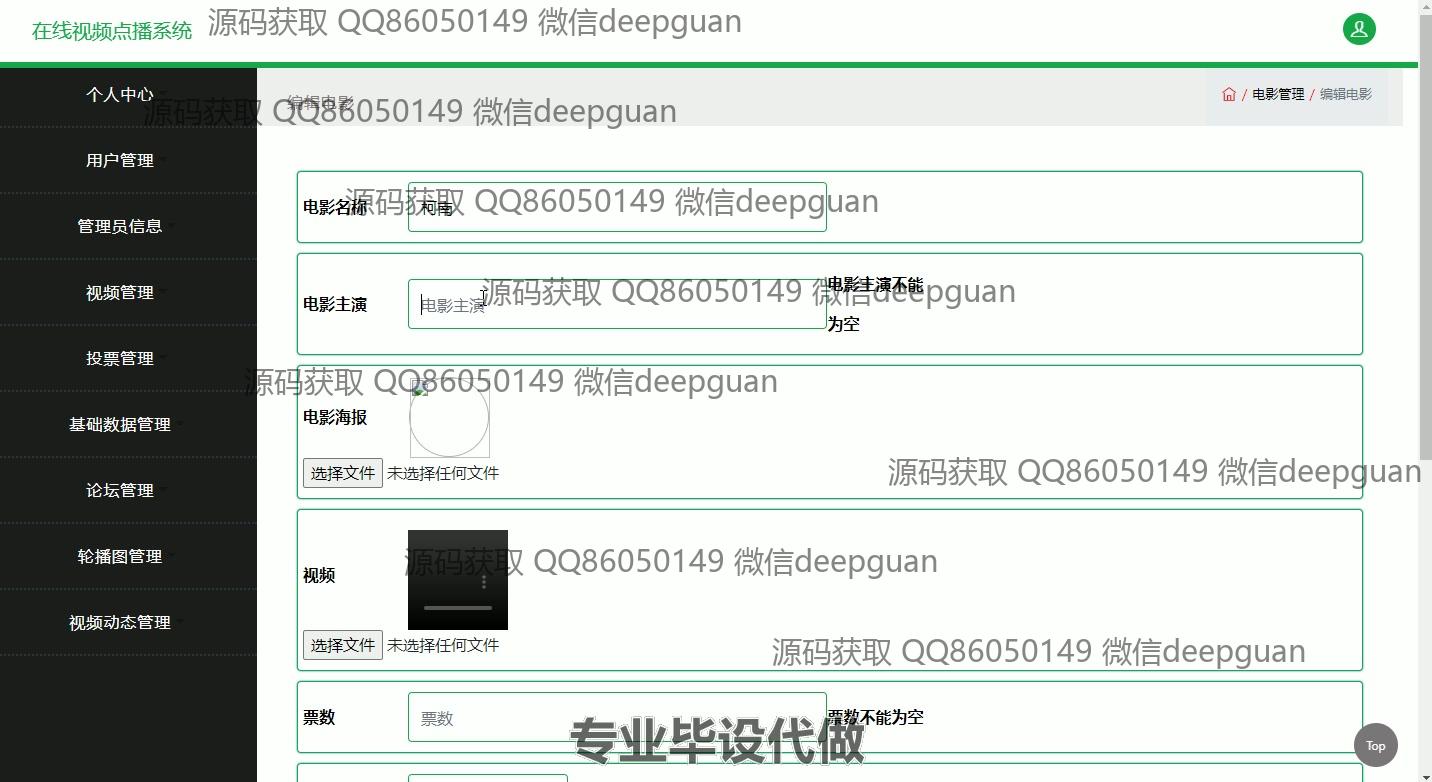 在线视频点播系统
源码获取 QQ86050149 微信deepguan
个人中心
源码获取 QQ86050149 微信deepguan
编辑电影
/ 电影管理 / 编辑电影
用户管理
管理员信息
视频管理
投票管理
基础数据管理
论坛管理
轮播图管理
视频动态管理
电影名称
柯南
源码获取 QQ86050149 微信deepguan
电影主演
电影主演
电影主演不能
为空
源码获取 QQ86050149 微信deepguan
源码获取 QQ86050149 微信deepguan
电影海报
选择文件 未选择任何文件
源码获取 QQ86050149 微信deepguan
视频
源码获取 QQ86050149 微信deepguan
选择文件 未选择任何文件
源码获取 QQ86050149 微信deepguan
票数
票数
票数不能为空
专业毕设代做
Top